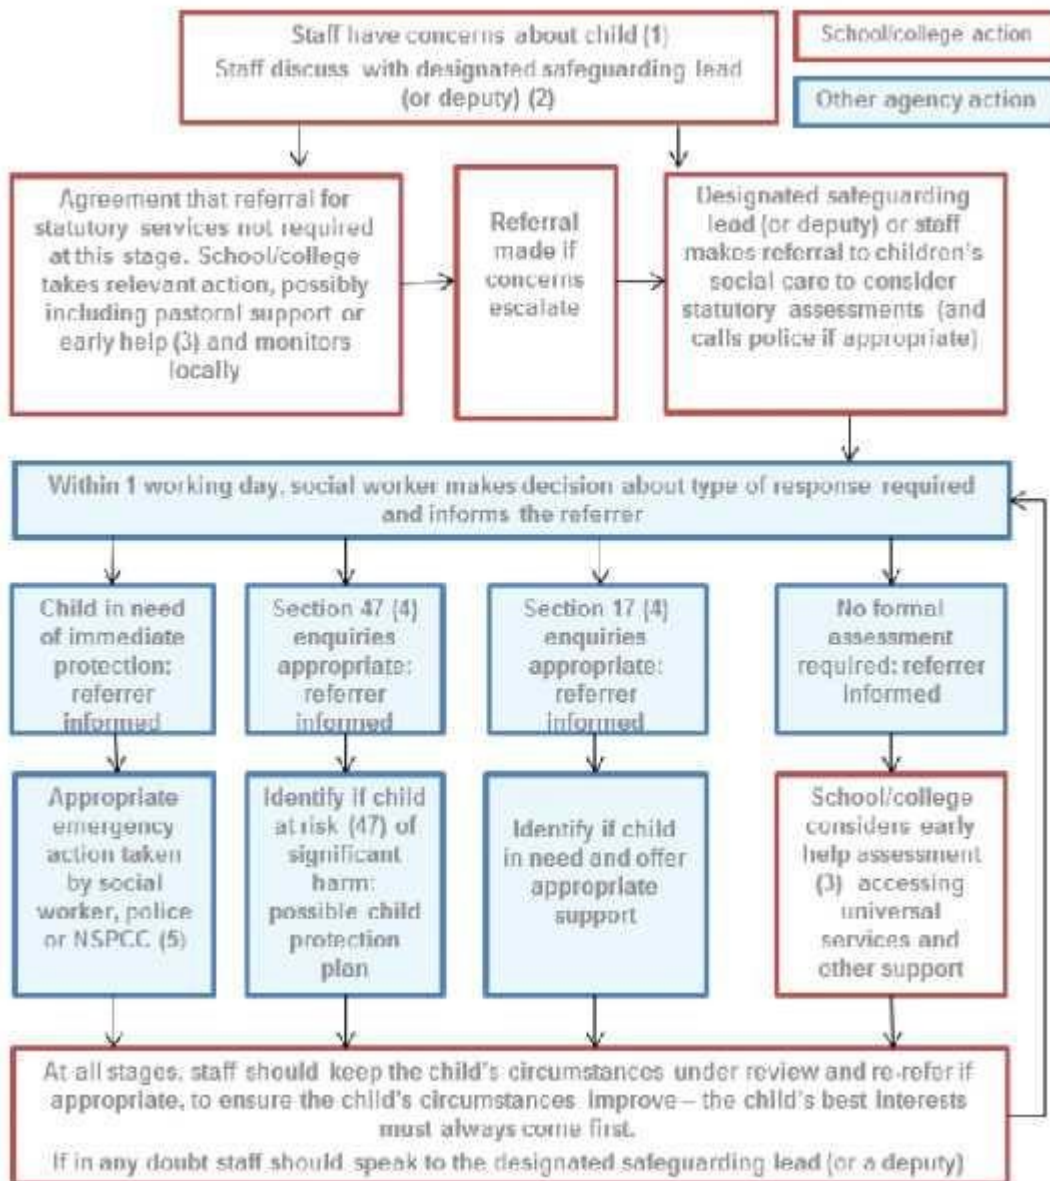 Staff have concerns about child (1)
Staff discuss with designated safeguarding lead
(or deputy) (2)
School/college action
Other agency action
Agreement that referral for
statutory services not required
at this stage. School/college
takes relevant action, possibly
including pastoral support or
early help (3) and monitors
locally
Referral
made if
concerns
escalate
Designated safeguarding
lead (or deputy) or staff
makes referral to children's
social care to consider
statutory assessments (and
calls police if appropriate)
Within 1 working day, social worker makes decision about type of response required
and informs the referrer
Child in need
of immediate
protection:
referrer
informed
Section 47 (4)
enquiries
appropriate:
referrer
informed
Section 17 (4)
enquiries
appropriate:
referrer
informed
No formal
assessment
required: referrer
informed
Appropriate
emergency
action taken
by social
worker, police
or NSPCC (5)
Identify if child
at risk (47) of
significant
harm:
possible child
protection
plan
Identify if child
in need and offer
appropriate
support
School/college
considers early
help assessment
(3) accessing
universal
services and
other support
At all stages, staff should keep the child's circumstances under review and re-refer if
appropriate, to ensure the child's circumstances improve – the child's best interests
must always come first.
If in any doubt staff should speak to the designated safeguarding lead (or a deputy)